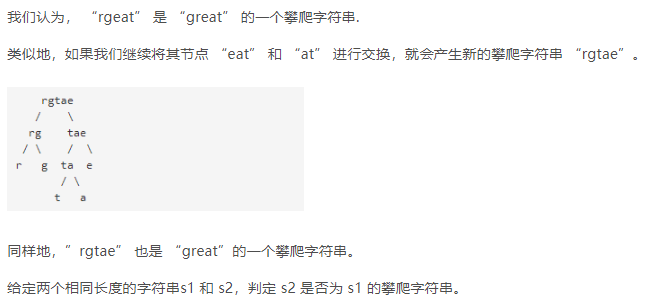 我们认为， “rgeat” 是 “great” 的一个攀爬字符串.
类似地，如果我们继续将其节点 “eat” 和 “at” 进行交换，就会产生新的攀爬字符串 “rgtae” 。
rgtae
/ \
rg tae
/ \ / \
r g ta e
/ \
t a
同样地，”rgtae” 也是 “great”的一个攀爬字符串。
给定两个相同长度的字符串s1 和 s2，判定 s2 是否为 s1 的攀爬字符串。